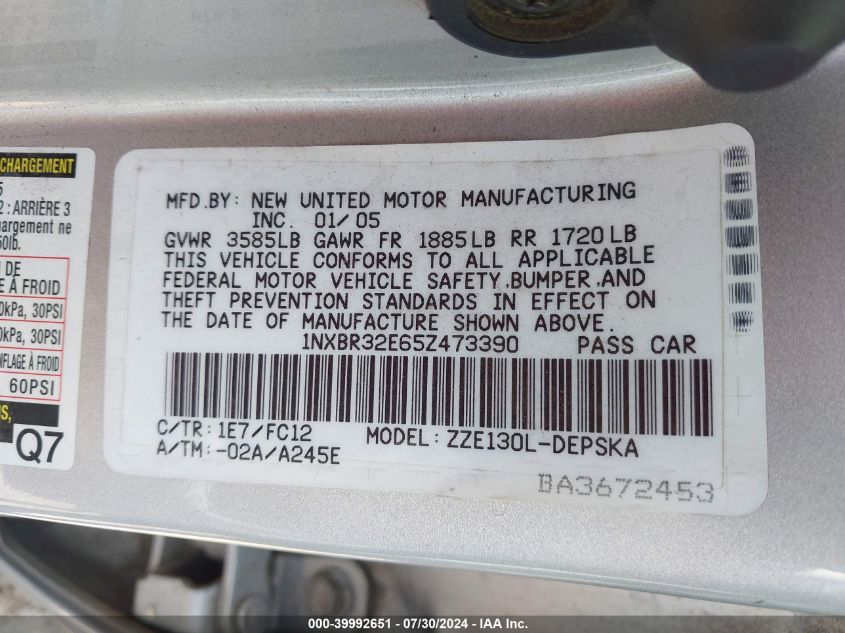 CHARGEMENT
5
2 : ARRIÈRE 3
chargement ne
50lb.
N DE
E À FROID
0kPa, 30PSI
0kPa, 30PSI
NFLAGE À FROID
60PSI
S,
Q7
MFD.BY: NEW UNITED MOTOR MANUFACTURING
INC. 01/05
GVWR 3585LB GAWR FR 1885LB RR 1720LB
THIS VEHICLE CONFORMS TO ALL APPLICABLE
FEDERAL MOTOR VEHICLE SAFETY,BUMPER,AND
THEFT PREVENTION STANDARDS IN EFFECT ON
THE DATE OF MANUFACTURE SHOWN ABOVE.
1NXBR32E65Z473390 PASS CAR
C/TR: 1E7/FC12 MODEL: ZZE130L-DEPSKA
A/TM: -02A/A245E
BA3672453
000-39992651 - 07/30/2024 - IAA Inc.